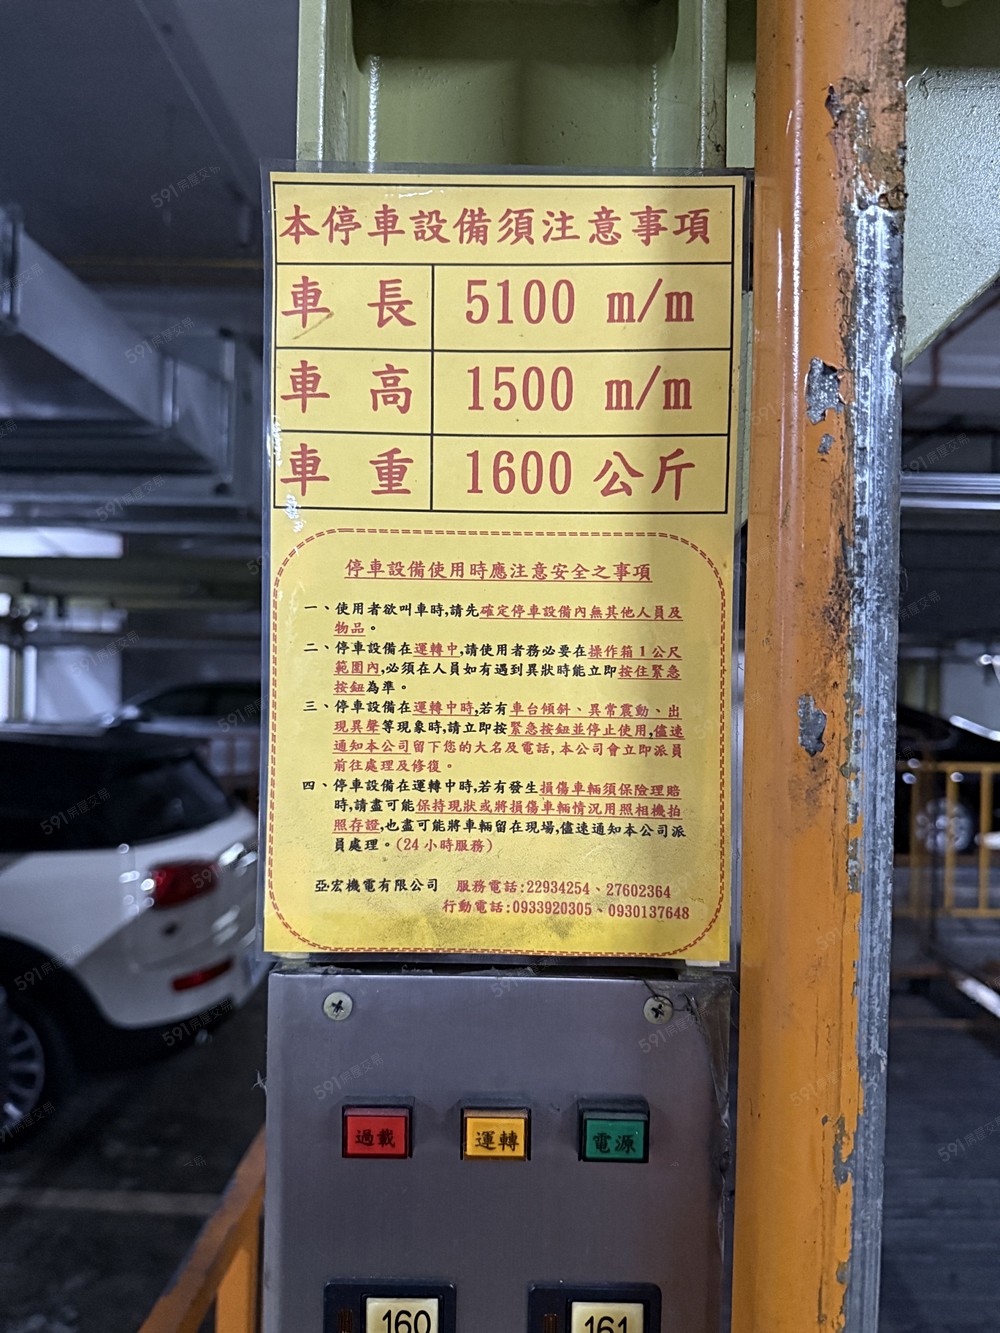 本停車設備須注意事項
車長 5100 m/m
車高 1500 m/m
車重 1600 公斤
停車設備使用時應注意安全之事項
一、使用者欲叫車時,請先確定停車設備內無其他人員及
物品。
二、停車設備在運轉中,請使用者務必要在操作箱1公尺
範圍內,必須在人員如有遇到異狀時能立即按住緊急
按鈕為準。
三、停車設備在運轉中時,若有車台傾斜、異常震動、出
現異聲等現象時,請立即按緊急按鈕並停止使用,儘速
通知本公司留下您的大名及電話,本公司會立即派員
前往處理及修復。
四、停車設備在運轉中時,若有發生損傷車輛須保險理賠
時,請盡可能保持現狀或將損傷車輛情況用照相機拍
照存證,也盡可能將車輛留在現場,儘速通知本公司派
員處理。(24小時服務)
亞宏機電有限公司 服務電話:22934254、27602364
行動電話:0933920305、0930137648
過載 運轉 電源
160 161
591房屋交易